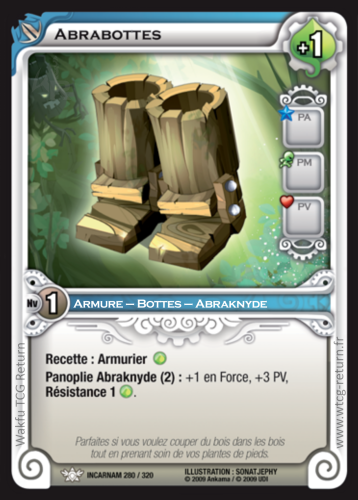 ABRABOTTES
+1
PA
PM
PV
Nv 1 ARMURE – BOTTES – ABRAKNYDE
Recette : Armurier
Panoplie Abraknyde (2) : +1 en Force, +3 PV,
Résistance 1 .
Parfaites si vous voulez couper du bois dans les bois
tout en prenant soin de vos plantes de pieds.
INCARNAM 280 / 320
ILLUSTRATION : SONATJEPHY
© 2009 Ankama / © 2009 UDI
Wakfu TCG Return
www.wtcg-return.fr